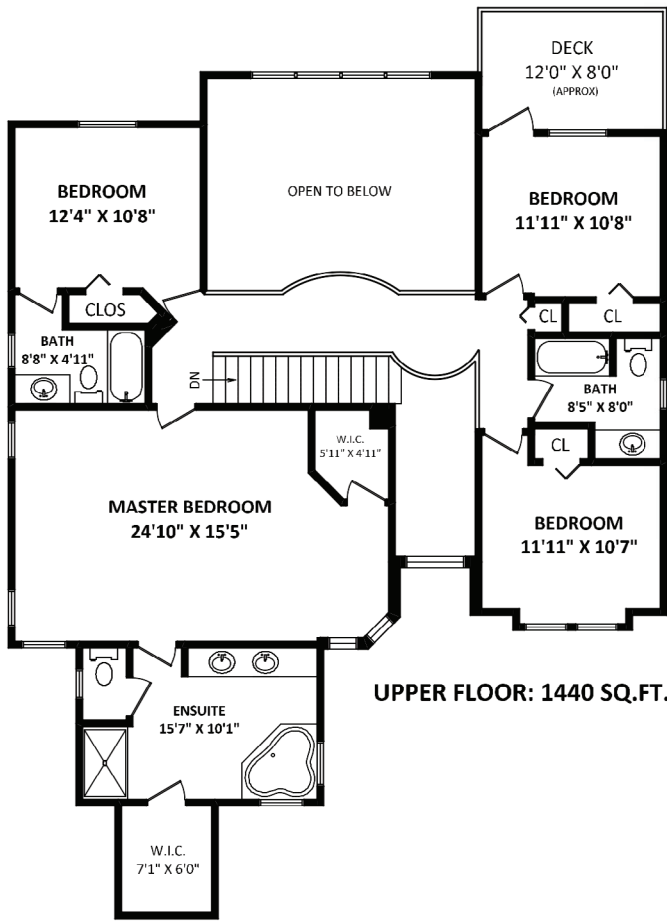 DECK
12'0" X 8'0"
(APPROX)
BEDROOM
12'4" X 10'8"
OPEN TO BELOW
BEDROOM
11'11" X 10'8"
CLOS
CL
CL
BATH
8'8" X 4'11"
DN
BATH
8'5" X 8'0"
W.I.C.
5'11" X 4'11"
CL
MASTER BEDROOM
24'10" X 15'5"
BEDROOM
11'11" X 10'7"
UPPER FLOOR: 1440 SQ.FT.
ENSUITE
15'7" X 10'1"
W.I.C.
7'1" X 6'0"